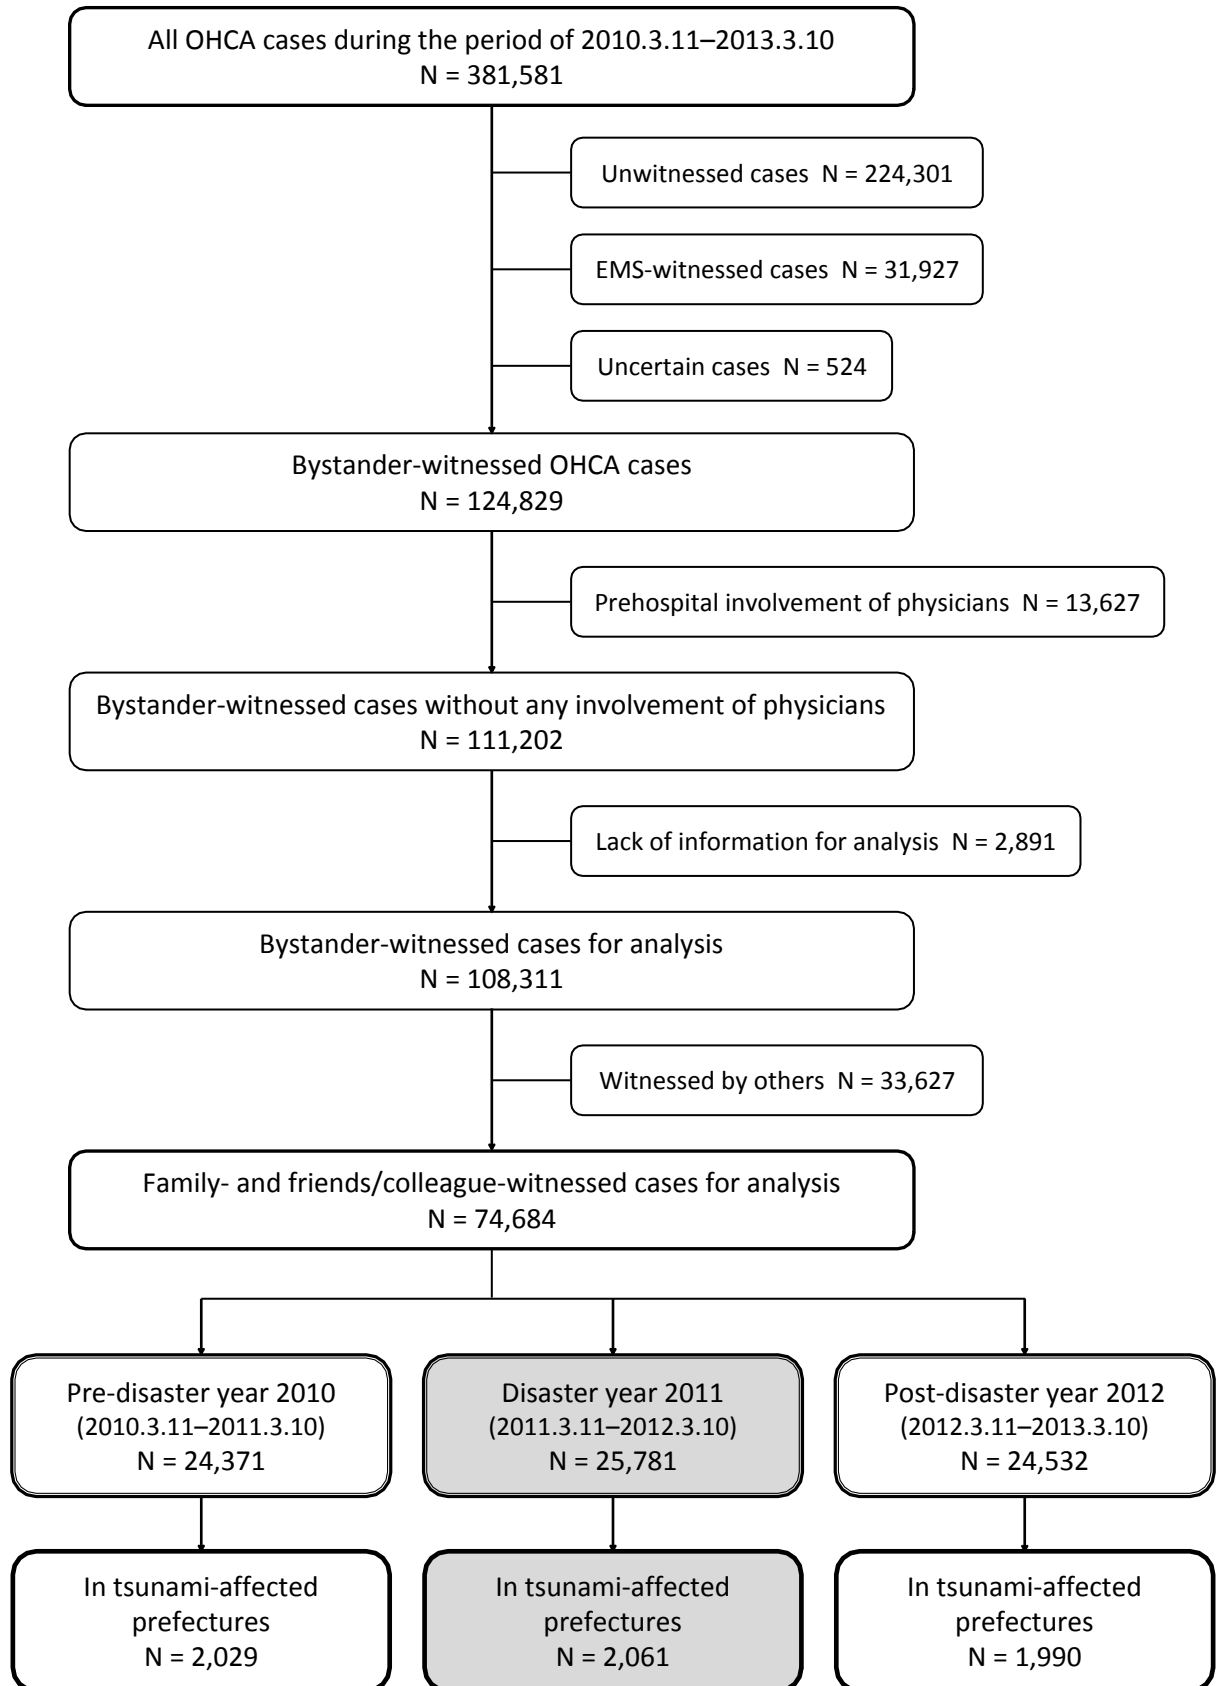 All OHCA cases during the period of 2010.3.11–2013.3.10
N = 381,581
Unwitnessed cases N = 224,301
EMS-witnessed cases N = 31,927
Uncertain cases N = 524
Bystander-witnessed OHCA cases
N = 124,829
Prehospital involvement of physicians N = 13,627
Bystander-witnessed cases without any involvement of physicians
N = 111,202
Lack of information for analysis N = 2,891
Bystander-witnessed cases for analysis
N = 108,311
Witnessed by others N = 33,627
Family- and friends/colleague-witnessed cases for analysis
N = 74,684
Pre-disaster year 2010
(2010.3.11–2011.3.10)
N = 24,371
Disaster year 2011
(2011.3.11–2012.3.10)
N = 25,781
Post-disaster year 2012
(2012.3.11–2013.3.10)
N = 24,532
In tsunami-affected
prefectures
N = 2,029
In tsunami-affected
prefectures
N = 2,061
In tsunami-affected
prefectures
N = 1,990